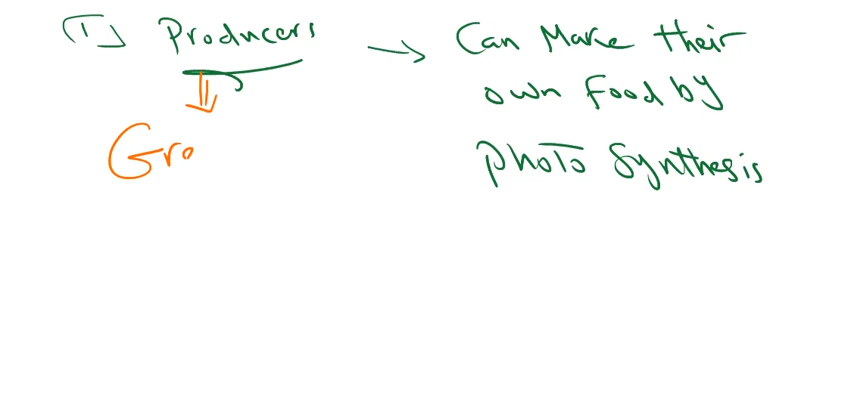 1) Producers → Can Make their
own food by
Photo Synthesis
Gro